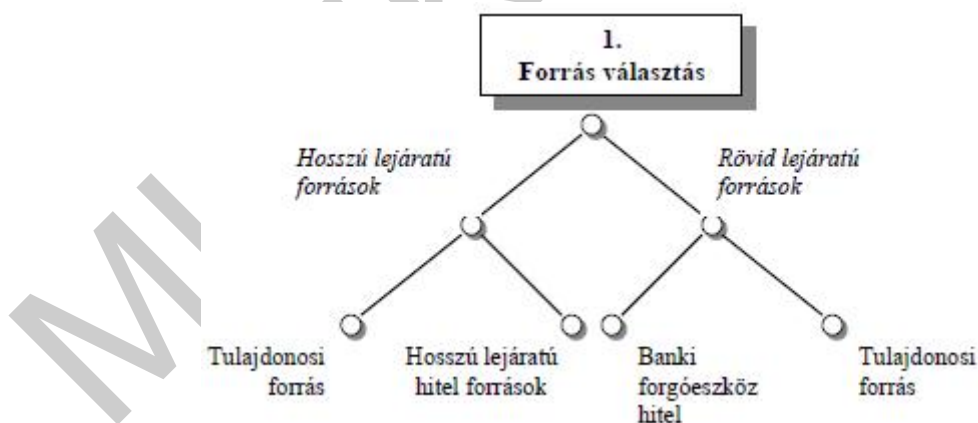 1.
Forrás választás
Hosszú lejáratú
források
Rövid lejáratú
források
Tulajdonosi
forrás
Hosszú lejáratú
hitel források
Banki
forgóeszköz
hitel
Tulajdonosi
forrás